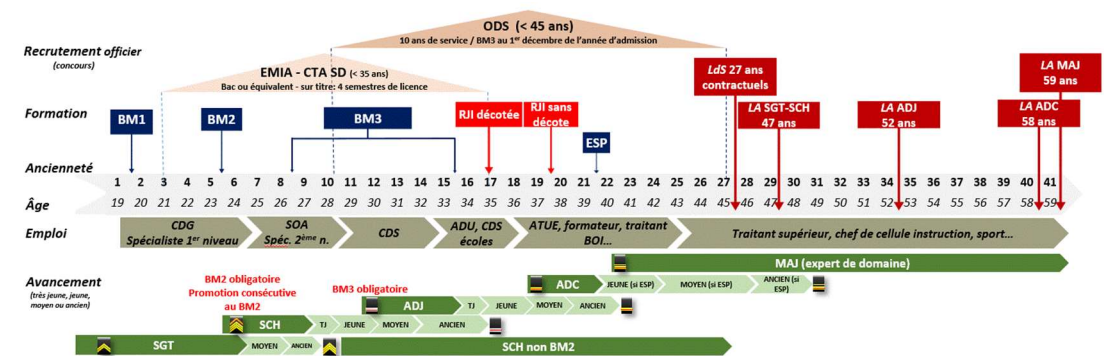 ODS (< 45 ans)
10 ans de service / BM3 au 1er décembre de l'année d'admission
Recrutement officier
(concours)
EMIA - CTA SD (< 35 ans)
Bac ou équivalent - sur titre: 4 semestres de licence
LdS 27 ans
contractuels
LA MAJ
59 ans
Formation
BM1
BM2
BM3
RJI décotée
RJI sans
décote
LA SGT-SCH
47 ans
LA ADJ
52 ans
LA ADC
58 ans
ESP
Ancienneté
1 2 3 4 5 6 7 8 9 10 11 12 13 14 15 16 17 18 19 20 21 22 23 24 25 26 27 28 29 30 31 32 33 34 35 36 37 38 39 40 41
Âge
19 20 21 22 23 24 25 26 27 28 29 30 31 32 33 34 35 36 37 38 39 40 41 42 43 44 45 46 47 48 49 50 51 52 53 54 55 56 57 58 59
Emploi
CDG
Spécialiste 1er niveau
SOA
Spéc. 2ème n.
CDS
ADU, CDS
écoles
ATUE, formateur, traitant
BOI...
Traitant supérieur, chef de cellule instruction, sport...
MAJ (expert de domaine)
Avancement
(très jeune, jeune,
moyen ou ancien)
BM2 obligatoire
Promotion consécutive
au BM2
BM3 obligatoire
ADC
JEUNE (si ESP)
MOYEN (si ESP)
ANCIEN (si
ESP)
ADJ
TJ
JEUNE
MOYEN
ANCIEN
SCH
TJ
JEUNE
MOYEN
ANCIEN
SGT
MOYEN
ANCIEN
SCH non BM2